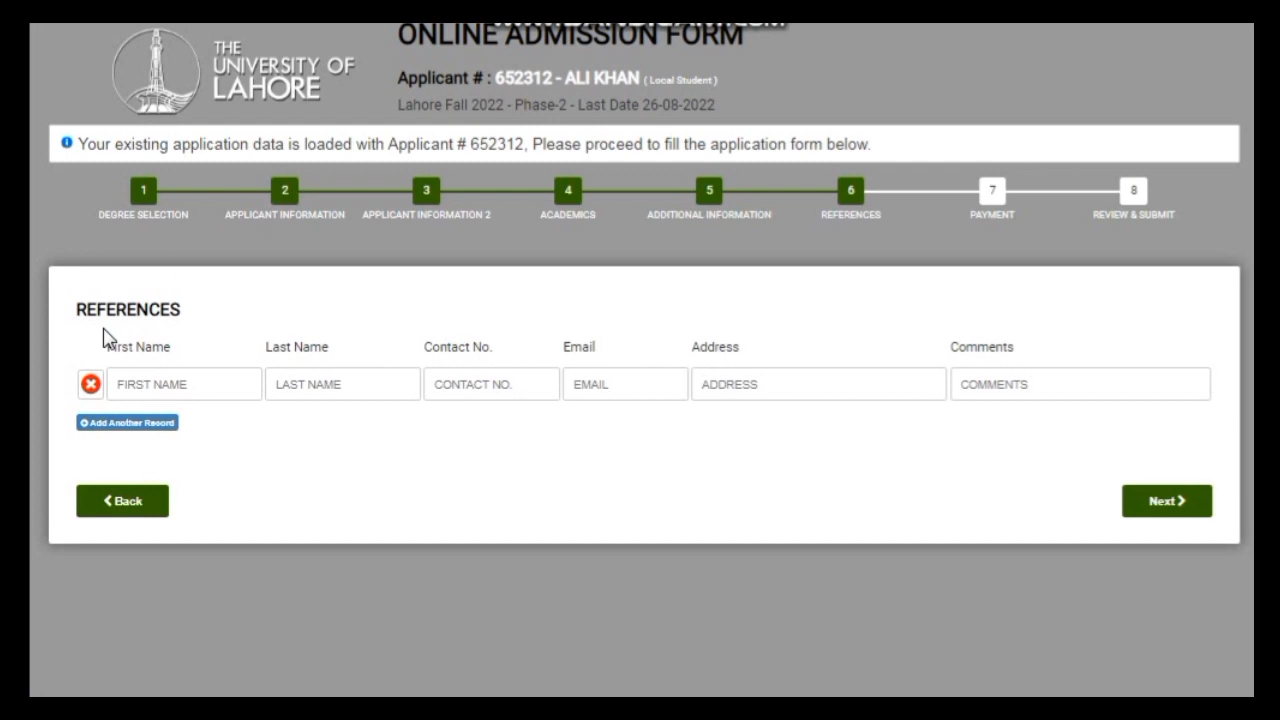 ONLINE ADMISSION FORM
THE
UNIVERSITY OF
LAHORE
Applicant # : 652312 - ALI KHAN ( Local Student )
Lahore Fall 2022 - Phase-2 - Last Date 26-08-2022
Your existing application data is loaded with Applicant # 652312, Please proceed to fill the application form below.
1 2 3 4 5 6 7 8
DEGREE SELECTION APPLICANT INFORMATION APPLICANT INFORMATION 2 ACADEMICS ADDITIONAL INFORMATION REFERENCES PAYMENT REVIEW & SUBMIT
REFERENCES
First Name Last Name Contact No. Email Address Comments
FIRST NAME LAST NAME CONTACT NO. EMAIL ADDRESS COMMENTS
Add Another Record
Back Next